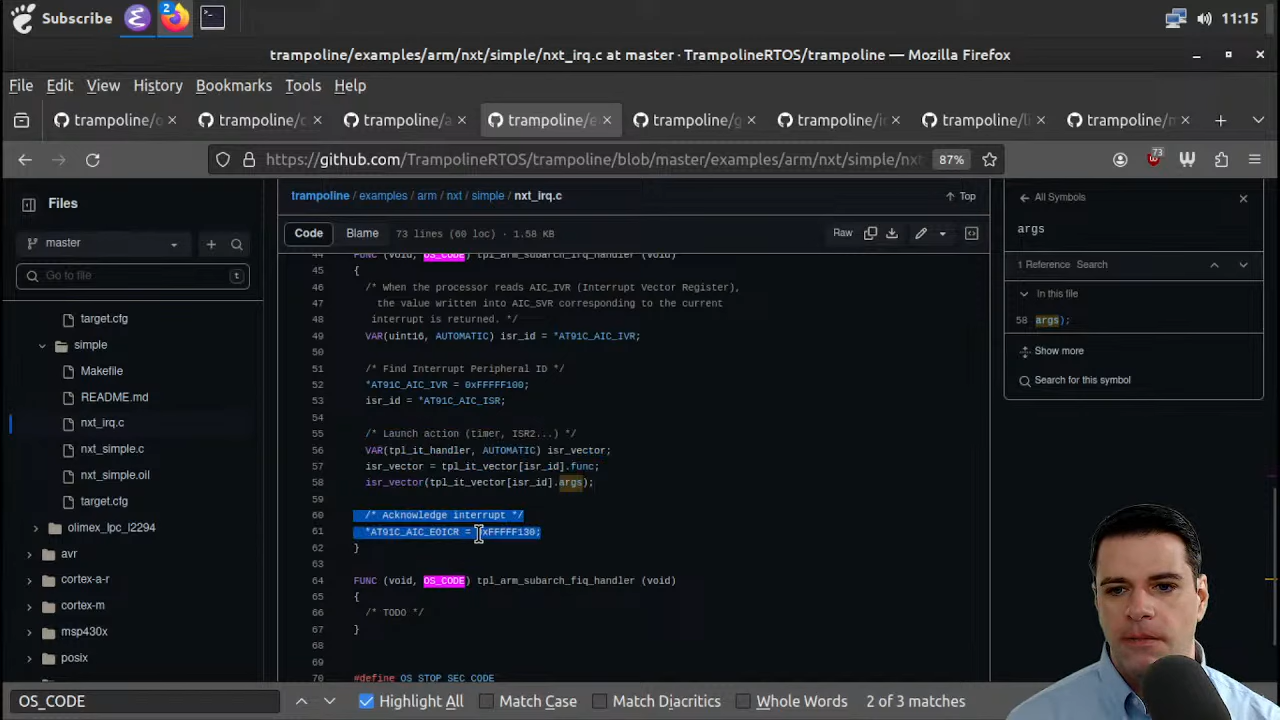 Subscribe
2
11:15
trampoline/examples/arm/nxt/simple/nxt_irq.c at master · TrampolineRTOS/trampoline — Mozilla Firefox
File Edit View History Bookmarks Tools Help
trampoline/c trampoline/c trampoline/a trampoline/e trampoline/g trampoline/i trampoline/li trampoline/m
https://github.com/TrampolineRTOS/trampoline/blob/master/examples/arm/nxt/simple/nx 87% 73
Files
master
Go to file t
target.cfg
simple
Makefile
README.md
nxt_irq.c
nxt_simple.c
nxt_simple.oil
target.cfg
olimex_lpc_l2294
avr
cortex-a-r
cortex-m
msp430x
posix
trampoline / examples / arm / nxt / simple / nxt_irq.c Top
Code Blame 73 lines (60 loc) · 1.58 KB Raw
44 FUNC (void, OS_CODE) tpl_arm_subarch_irq_handler (void)
45 {
46 /* When the processor reads AIC_IVR (Interrupt Vector Register),
47 the value written into AIC_SVR corresponding to the current
48 interrupt is returned. */
49 VAR(uint16, AUTOMATIC) isr_id = *AT91C_AIC_IVR;
50
51 /* Find Interrupt Peripheral ID */
52 *AT91C_AIC_IVR = 0xFFFFF100;
53 isr_id = *AT91C_AIC_ISR;
54
55 /* Launch action (timer, ISR2...) */
56 VAR(tpl_it_handler, AUTOMATIC) isr_vector;
57 isr_vector = tpl_it_vector[isr_id].func;
58 isr_vector(tpl_it_vector[isr_id].args);
59
60 /* Acknowledge interrupt */
61 *AT91C_AIC_EOICR = 0xFFFFF130;
62 }
63
64 FUNC (void, OS_CODE) tpl_arm_subarch_fiq_handler (void)
65 {
66 /* TODO */
67 }
68
69
70 #define OS_STOP_SEC_CODE
All Symbols
args
1 Reference Search
In this file
58 args);
Show more
Search for this symbol
OS_CODE Highlight All Match Case Match Diacritics Whole Words 2 of 3 matches